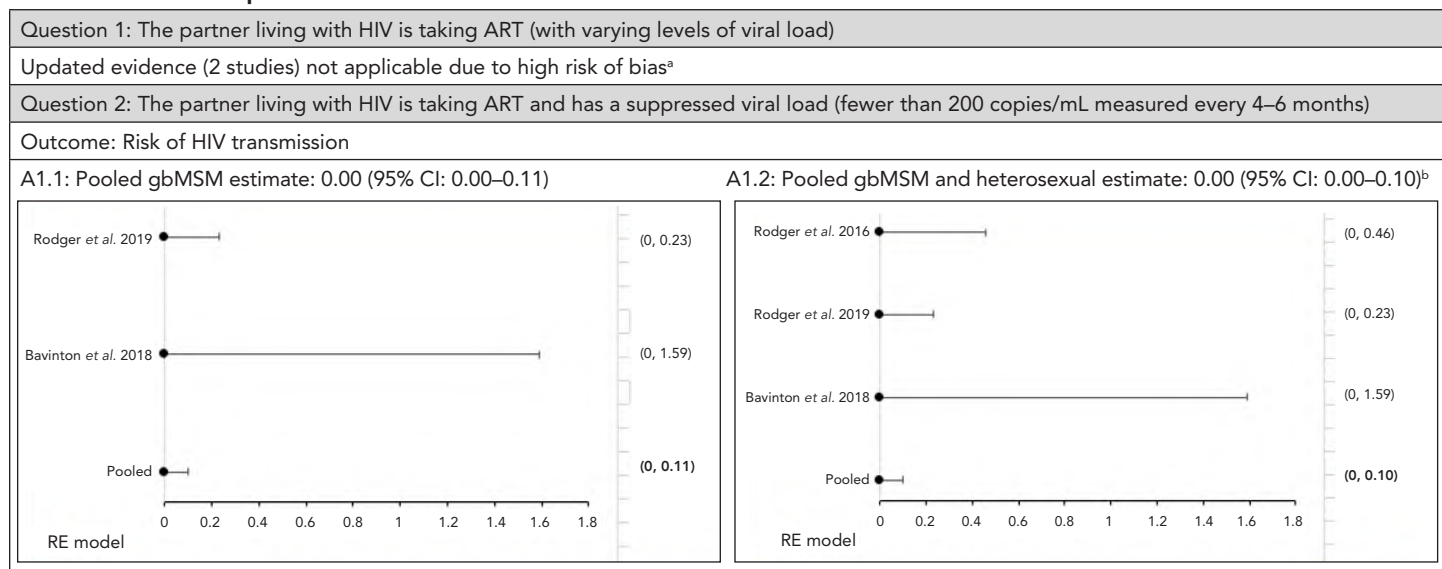 Question 1: The partner living with HIV is taking ART (with varying levels of viral load)
Updated evidence (2 studies) not applicable due to high risk of biasᵃ
Question 2: The partner living with HIV is taking ART and has a suppressed viral load (fewer than 200 copies/mL measured every 4–6 months)
Outcome: Risk of HIV transmission
A1.1: Pooled gbMSM estimate: 0.00 (95% CI: 0.00–0.11)
Rodger et al. 2019
(0, 0.23)
Bavinton et al. 2018
(0, 1.59)
Pooled
(0, 0.11)
0 0.2 0.4 0.6 0.8 1 1.2 1.4 1.6 1.8
RE model
A1.2: Pooled gbMSM and heterosexual estimate: 0.00 (95% CI: 0.00–0.10)ᵇ
Rodger et al. 2016
(0, 0.46)
Rodger et al. 2019
(0, 0.23)
Bavinton et al. 2018
(0, 1.59)
Pooled
(0, 0.10)
0 0.2 0.4 0.6 0.8 1 1.2 1.4 1.6 1.8
RE model